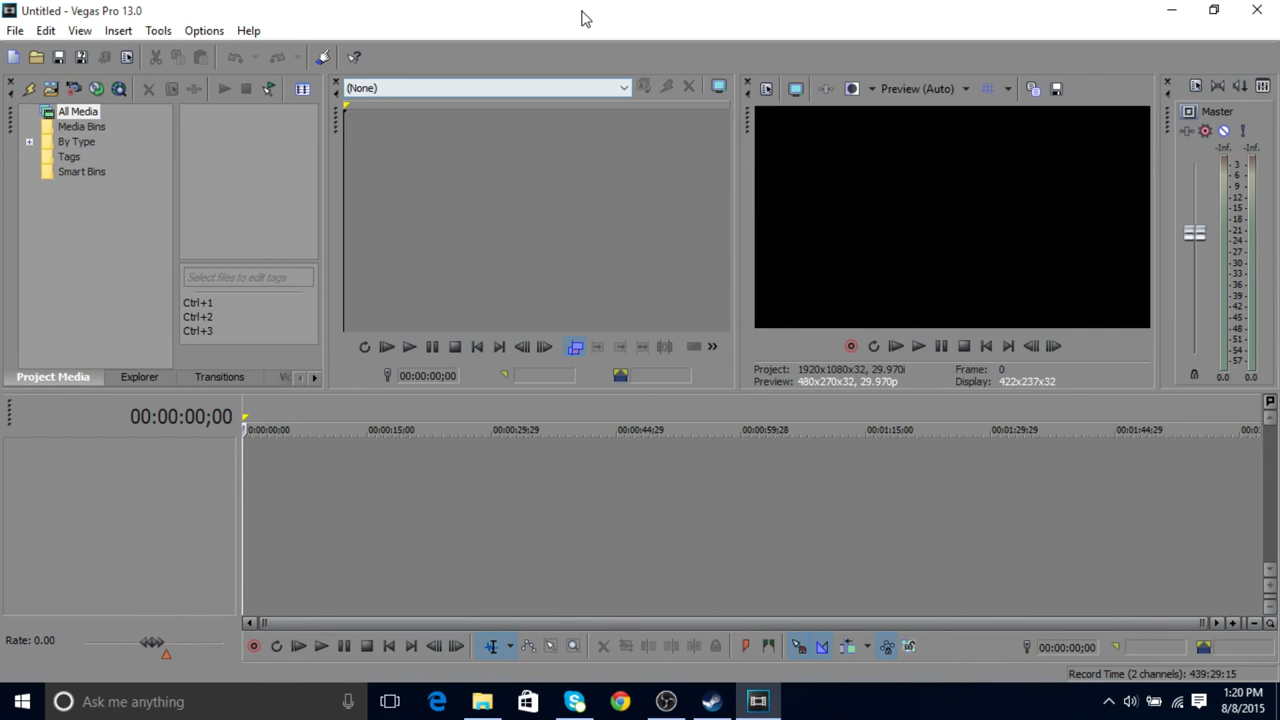 Untitled - Vegas Pro 13.0
File Edit View Insert Tools Options Help
(None)
Preview (Auto)
All Media
Media Bins
By Type
Tags
Smart Bins
Select files to edit tags
Ctrl+1
Ctrl+2
Ctrl+3
Project Media Explorer Transitions
00:00:00;00
Project: 1920x1080x32, 29.970i
Preview: 480x270x32, 29.970p
Frame: 0
Display: 422x237x32
Master
-Inf. -Inf.
3
6
9
12
15
18
21
24
27
30
33
36
39
42
45
48
51
54
57
0.0 0.0
00:00:00;00
0:00:00;00 00:00:15;00 00:00:29;29 00:00:44;29 00:00:59;28 00:01:15;00 00:01:29;29 00:01:44;29
Rate: 0.00
00:00:00;00
Record Time (2 channels): 439:29:15
Ask me anything
1:20 PM
8/8/2015